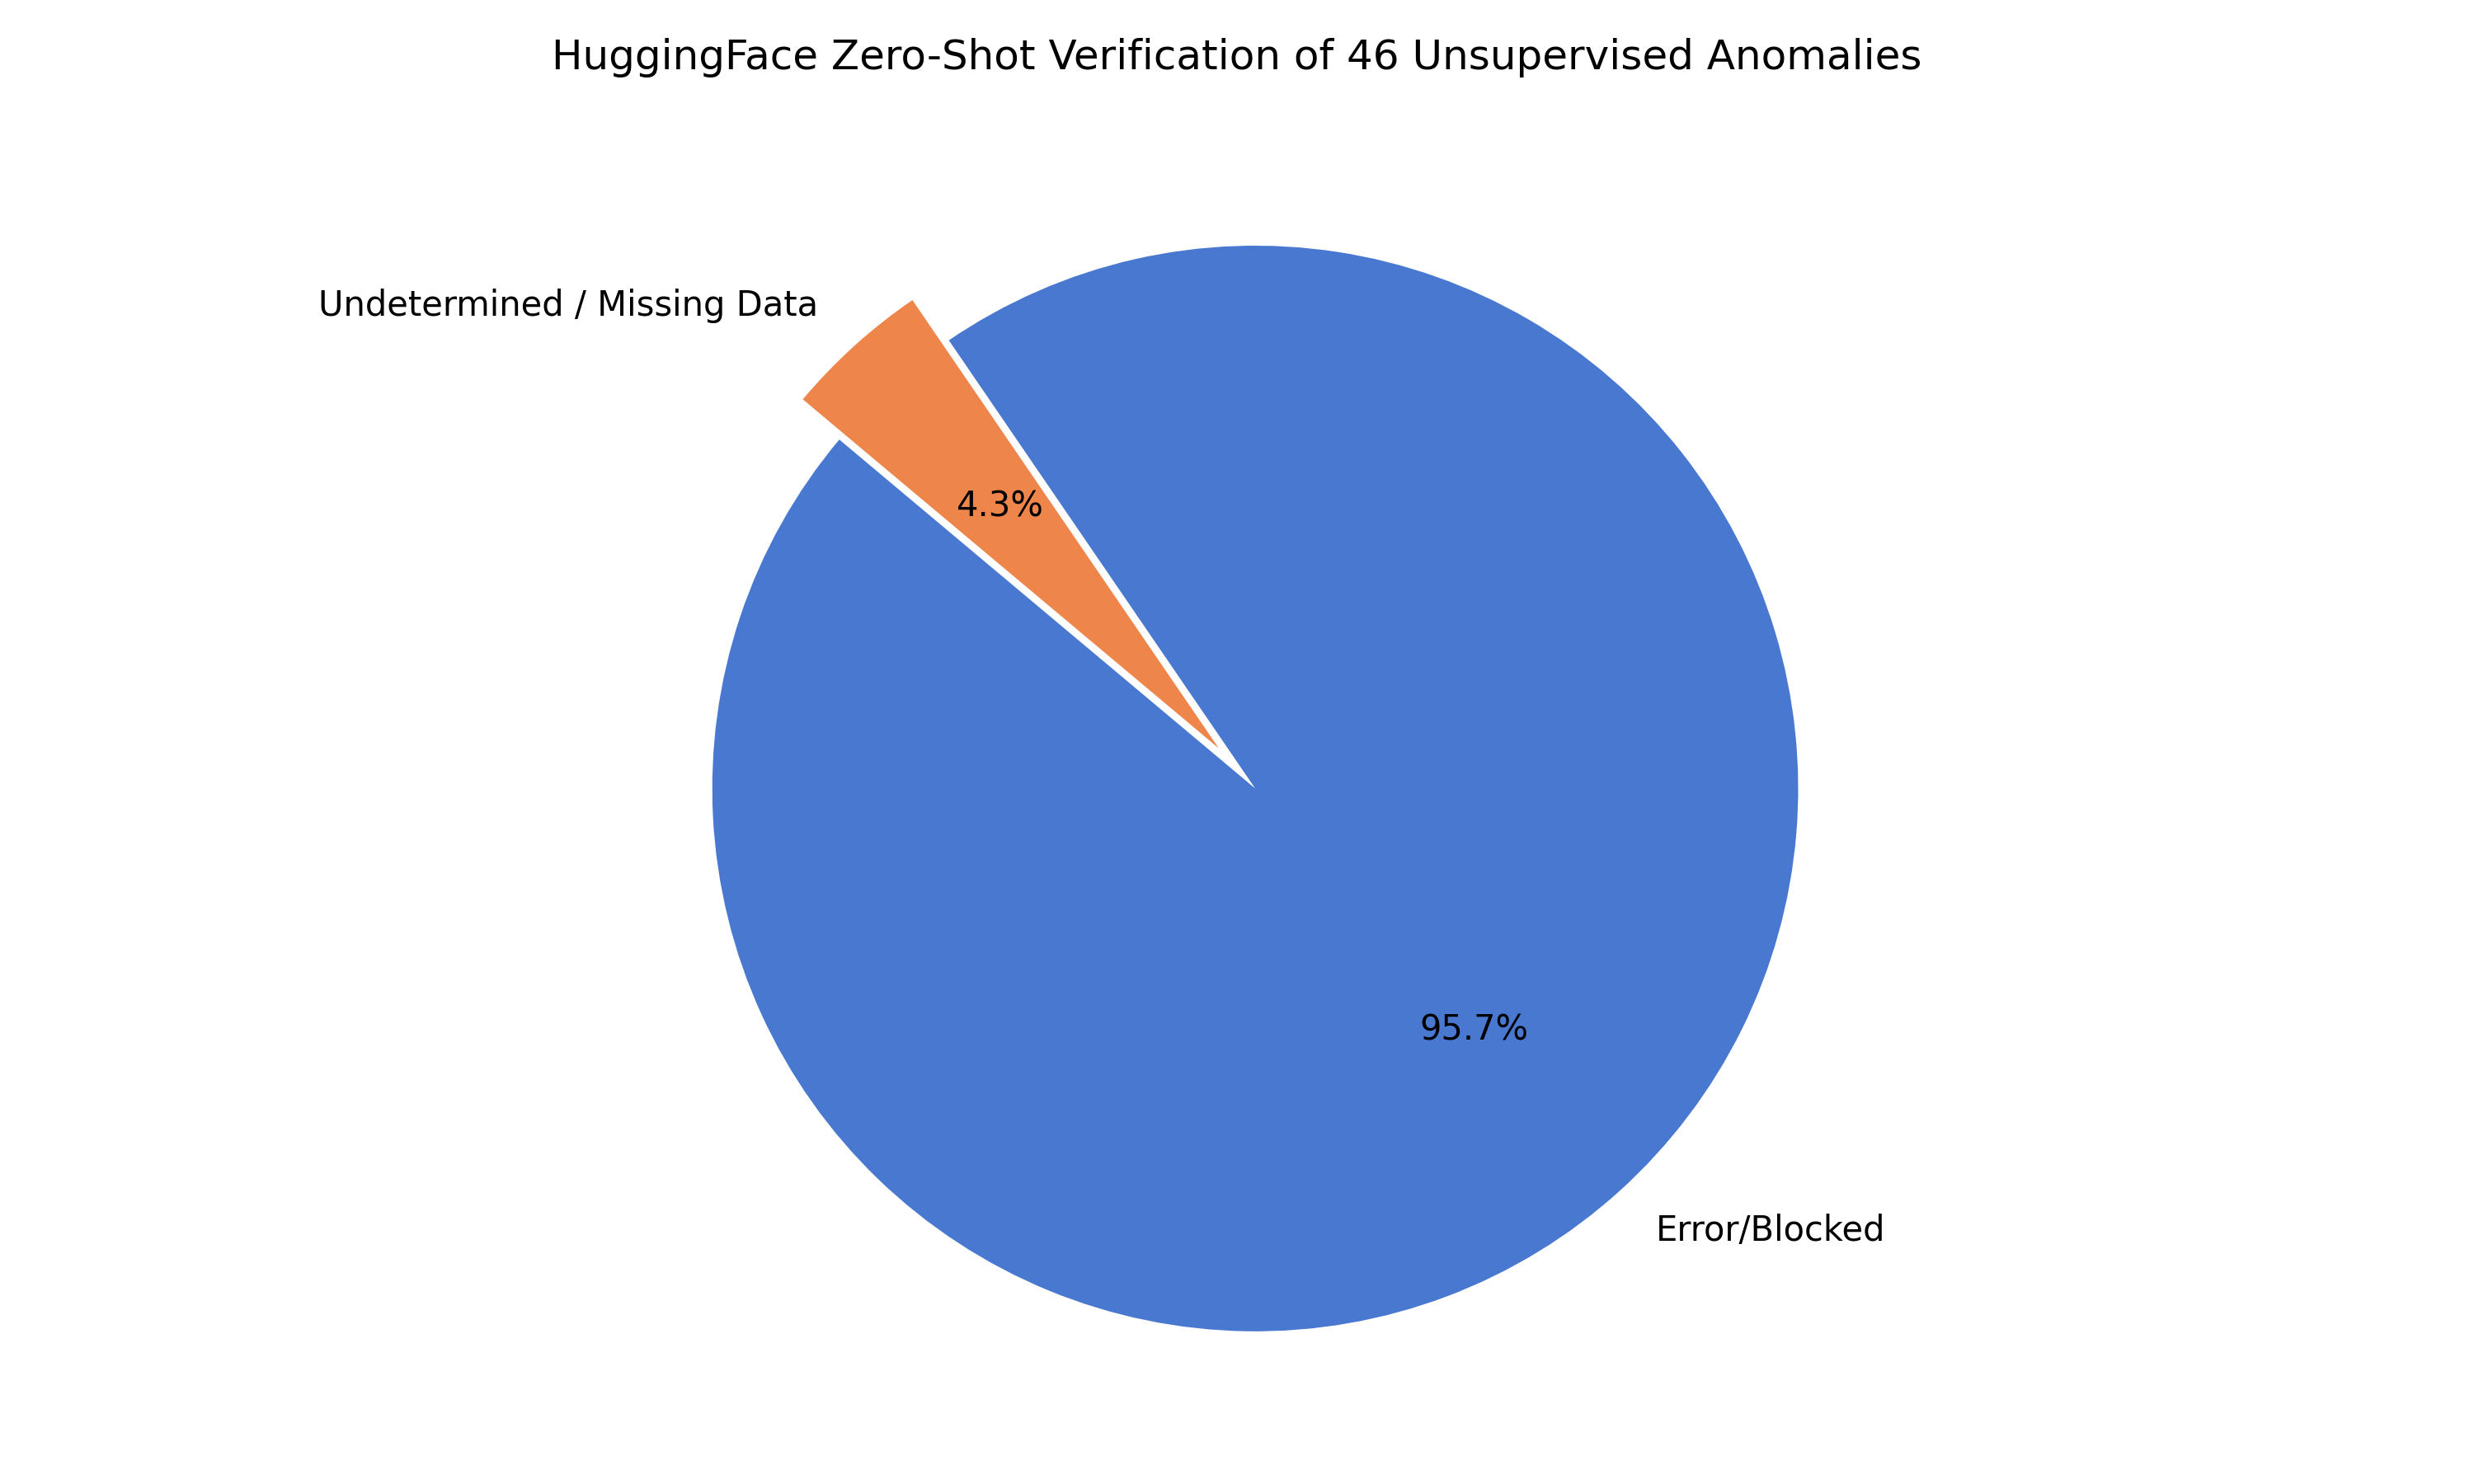 HuggingFace Zero-Shot Verification of 46 Unsupervised Anomalies
Undetermined / Missing Data
4.3%
95.7%
Error/Blocked